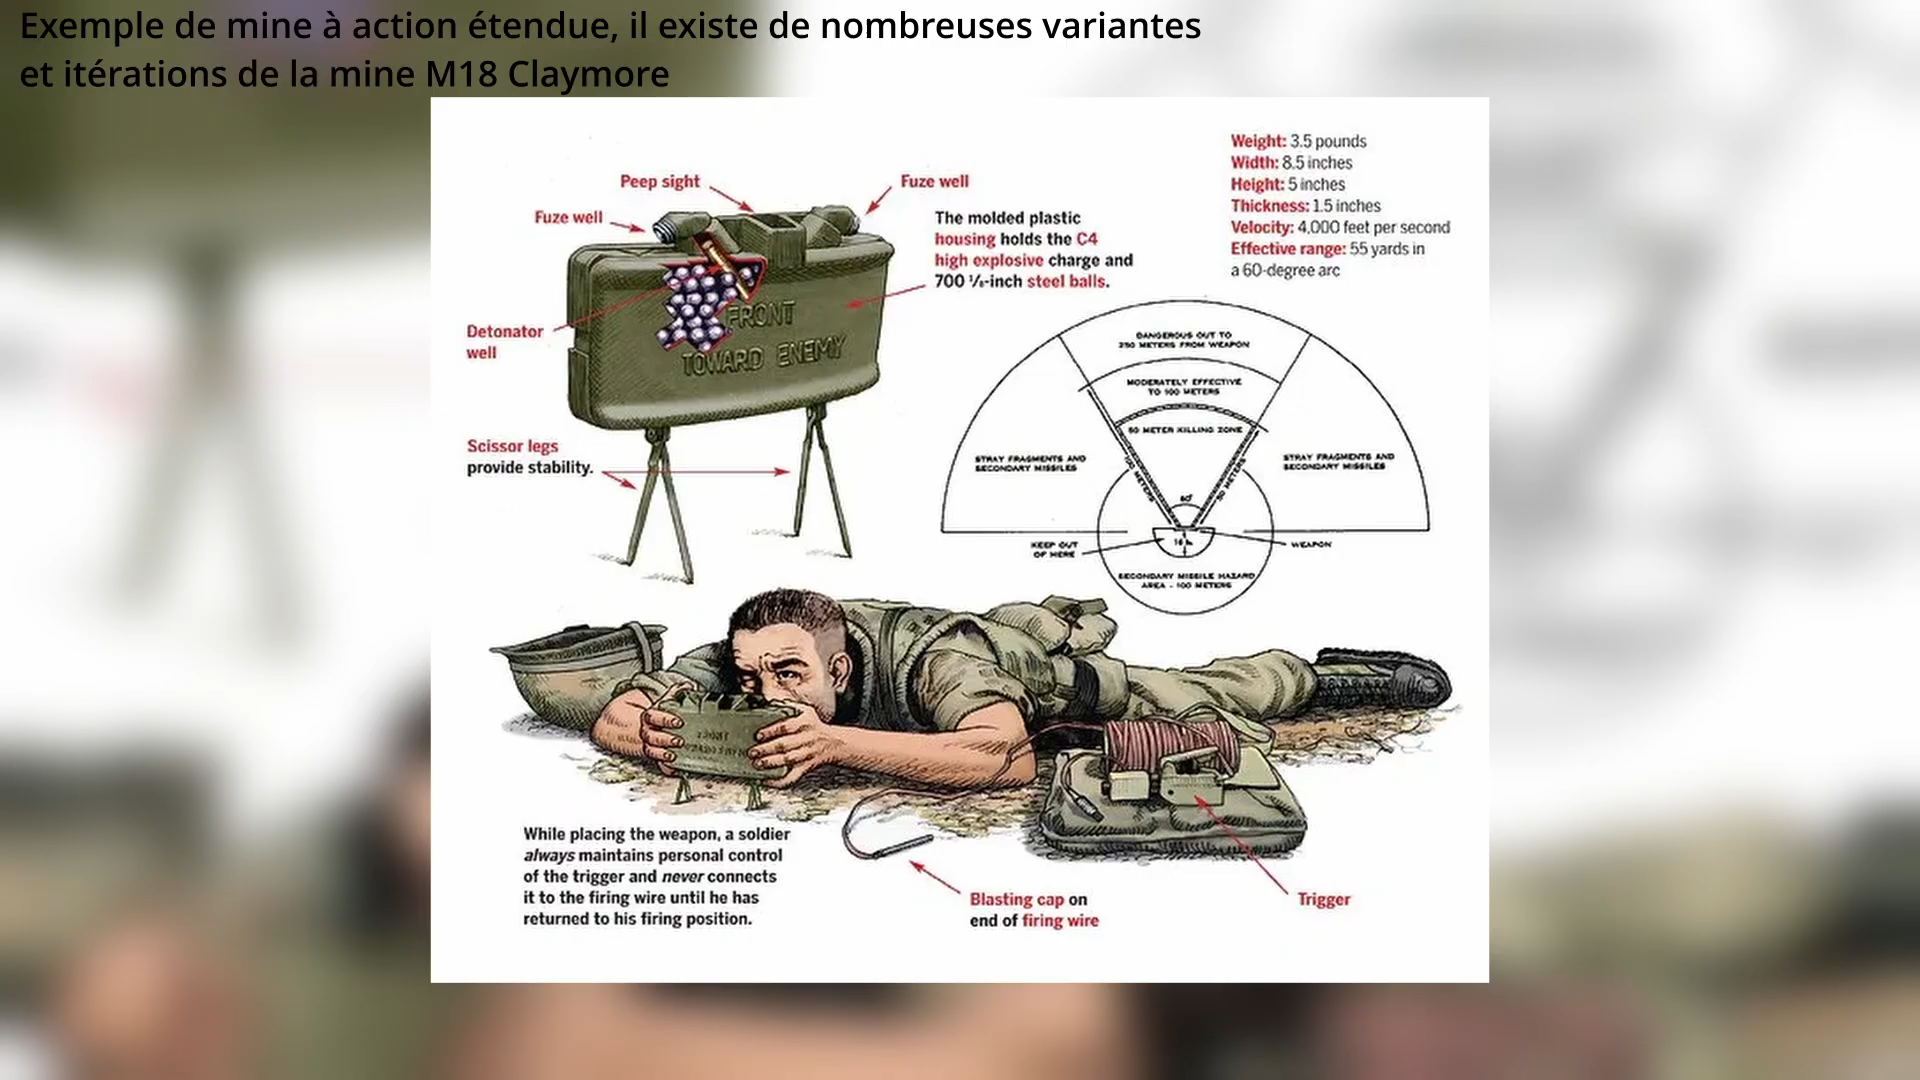 Exemple de mine à action étendue, il existe de nombreuses variantes
et itérations de la mine M18 Claymore
Weight: 3.5 pounds
Width: 8.5 inches
Height: 5 inches
Thickness: 1.5 inches
Velocity: 4,000 feet per second
Effective range: 55 yards in
a 60-degree arc
Peep sight
Fuze well
Fuze well
The molded plastic
housing holds the C4
high explosive charge and
700 ⅛-inch steel balls.
Detonator
well
FRONT
TOWARD ENEMY
Scissor legs
provide stability.
DANGEROUS OUT TO
250 METERS FROM WEAPON
MODERATELY EFFECTIVE
TO 100 METERS
50 METER KILLING ZONE
STRAY FRAGMENTS AND
SECONDARY MISSILES
STRAY FRAGMENTS AND
SECONDARY MISSILES
100 METERS
50 METERS
60°
KEEP OUT
OF HERE
WEAPON
SECONDARY MISSILE HAZARD
AREA - 100 METERS
While placing the weapon, a soldier
always maintains personal control
of the trigger and never connects
it to the firing wire until he has
returned to his firing position.
Blasting cap on
end of firing wire
Trigger